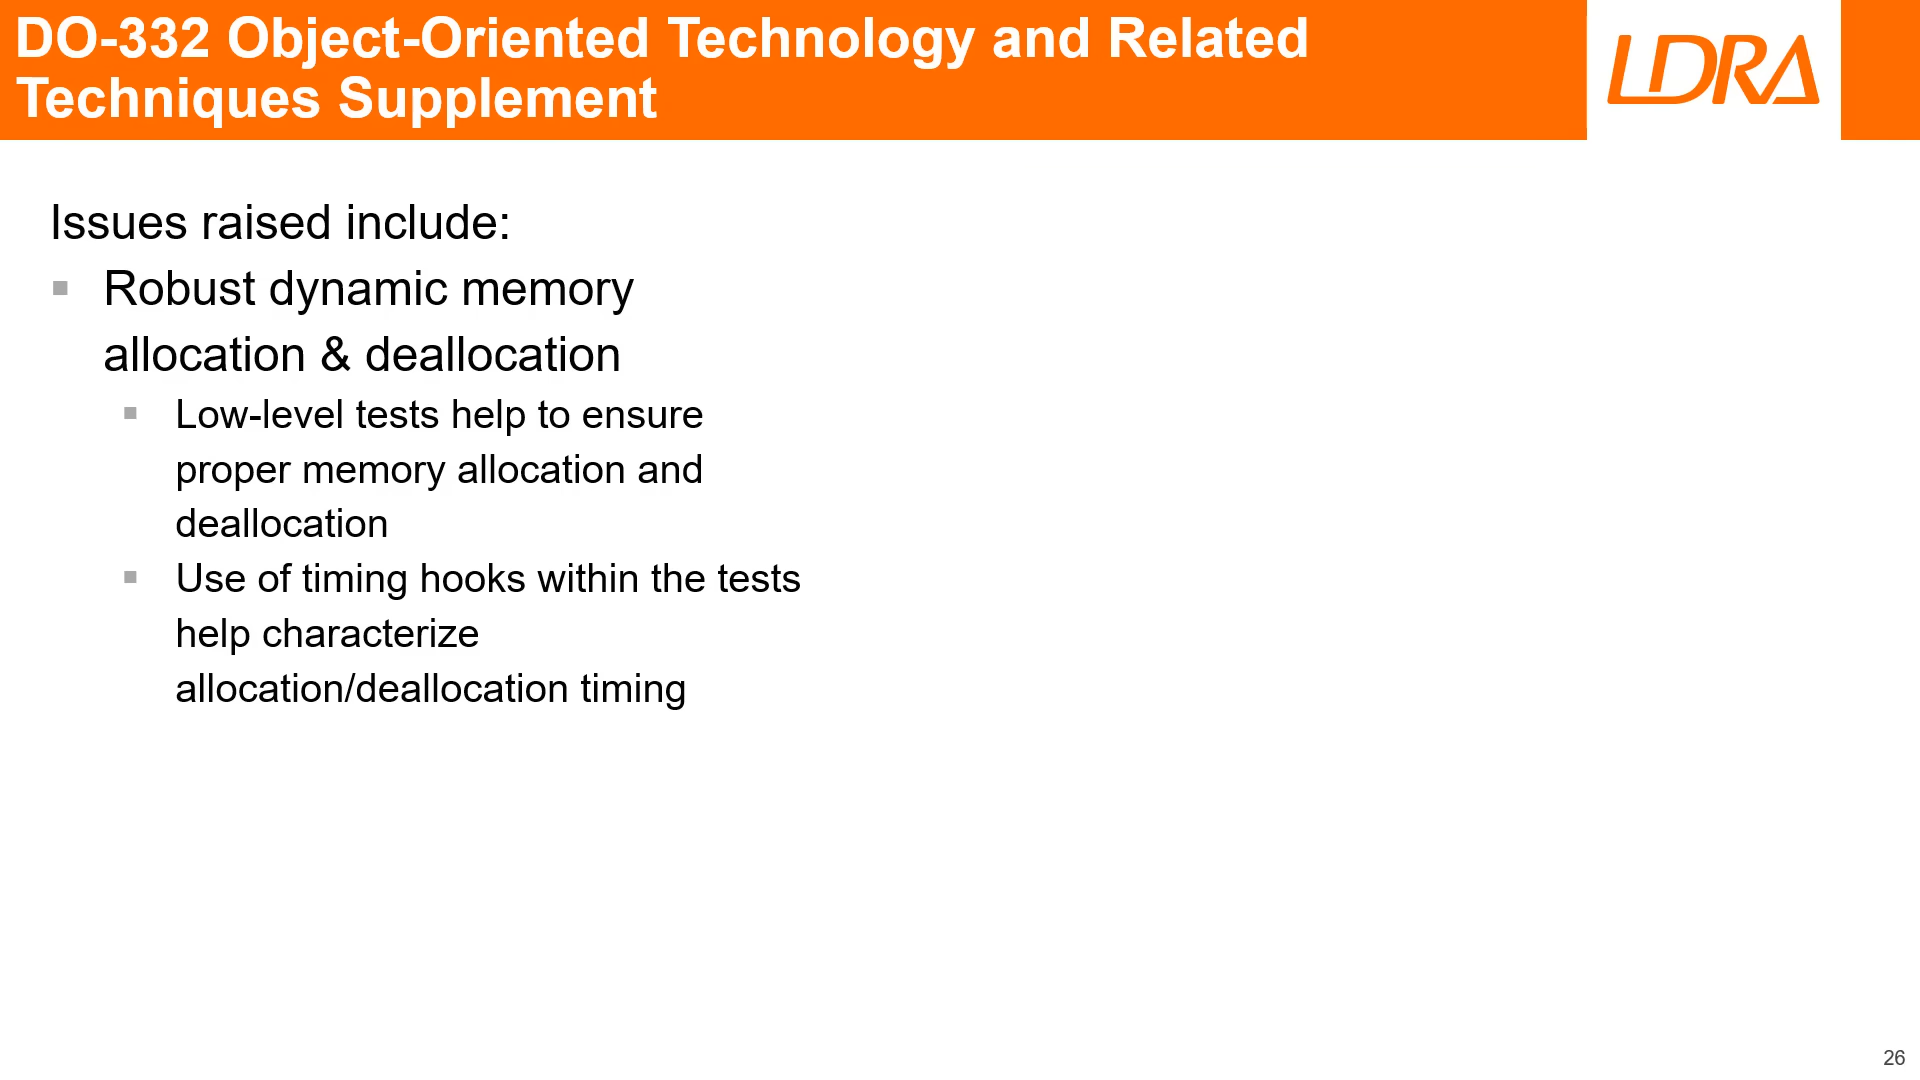 DO-332 Object-Oriented Technology and Related
Techniques Supplement
LDRA
Issues raised include:
▪ Robust dynamic memory
allocation & deallocation
▪ Low-level tests help to ensure
proper memory allocation and
deallocation
▪ Use of timing hooks within the tests
help characterize
allocation/deallocation timing
26